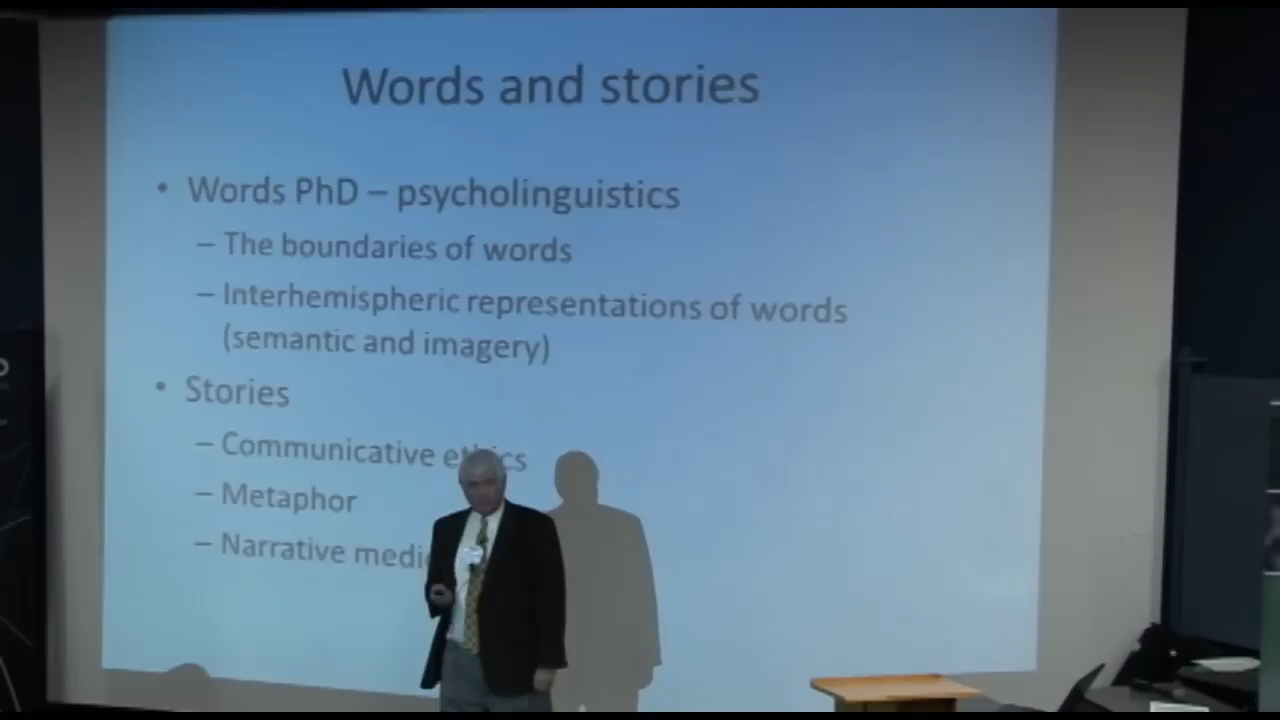 Words and stories
• Words PhD – psycholinguistics
– The boundaries of words
– Interhemispheric representations of words
(semantic and imagery)
• Stories
– Communicative ethics
– Metaphor
– Narrative